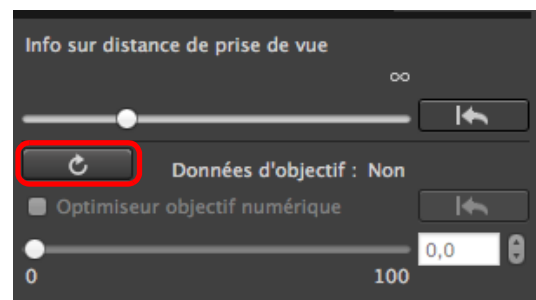 Info sur distance de prise de vue
∞
Données d'objectif : Non
Optimiseur objectif numérique
0,0
0 100